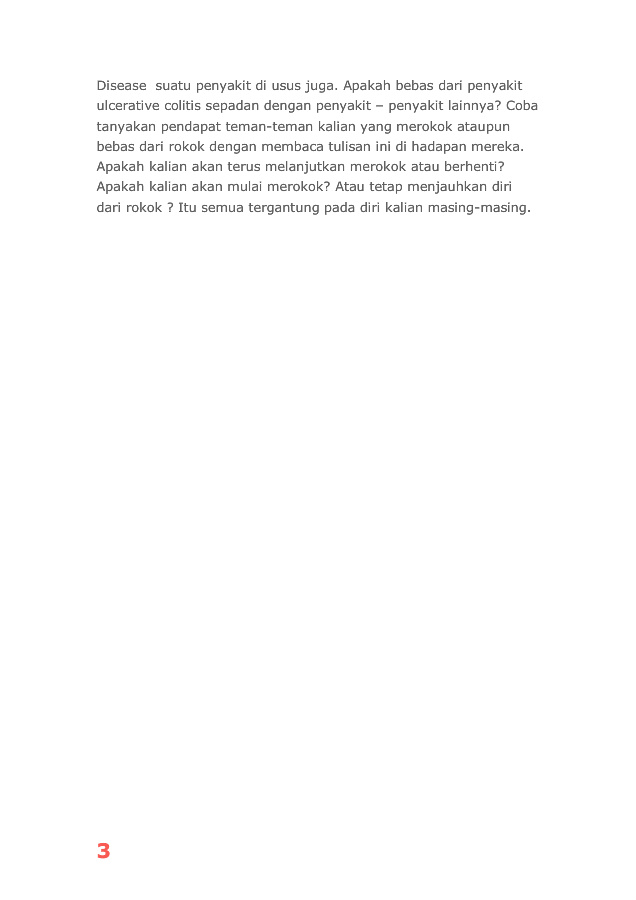 Disease  suatu penyakit di usus juga. Apakah bebas dari penyakit
ulcerative colitis sepadan dengan penyakit – penyakit lainnya? Coba
tanyakan pendapat teman-teman kalian yang merokok ataupun
bebas dari rokok dengan membaca tulisan ini di hadapan mereka.
Apakah kalian akan terus melanjutkan merokok atau berhenti?
Apakah kalian akan mulai merokok? Atau tetap menjauhkan diri
dari rokok ? Itu semua tergantung pada diri kalian masing-masing.
3